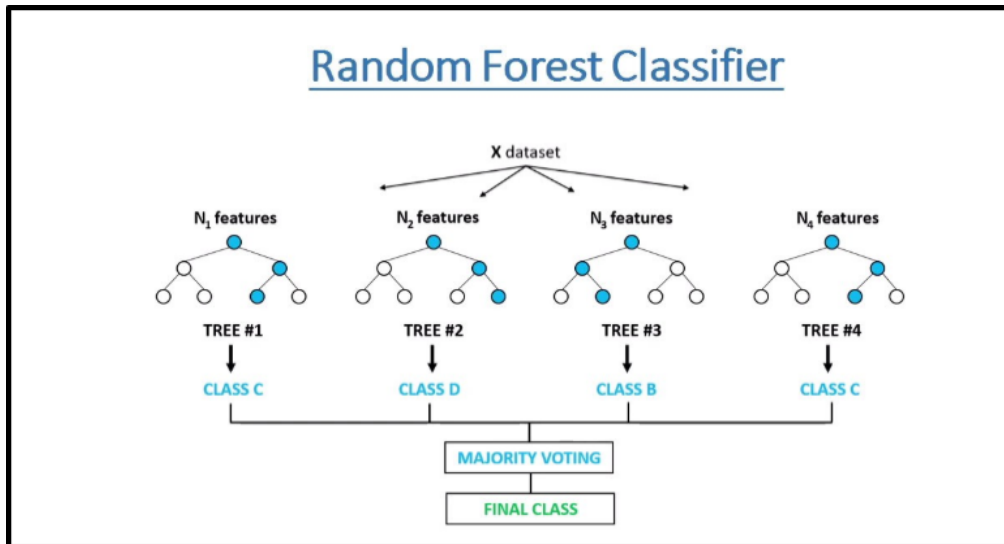 Random Forest Classifier
X dataset
N₁ features N₂ features N₃ features N₄ features
TREE #1 TREE #2 TREE #3 TREE #4
CLASS C CLASS D CLASS B CLASS C
MAJORITY VOTING
FINAL CLASS